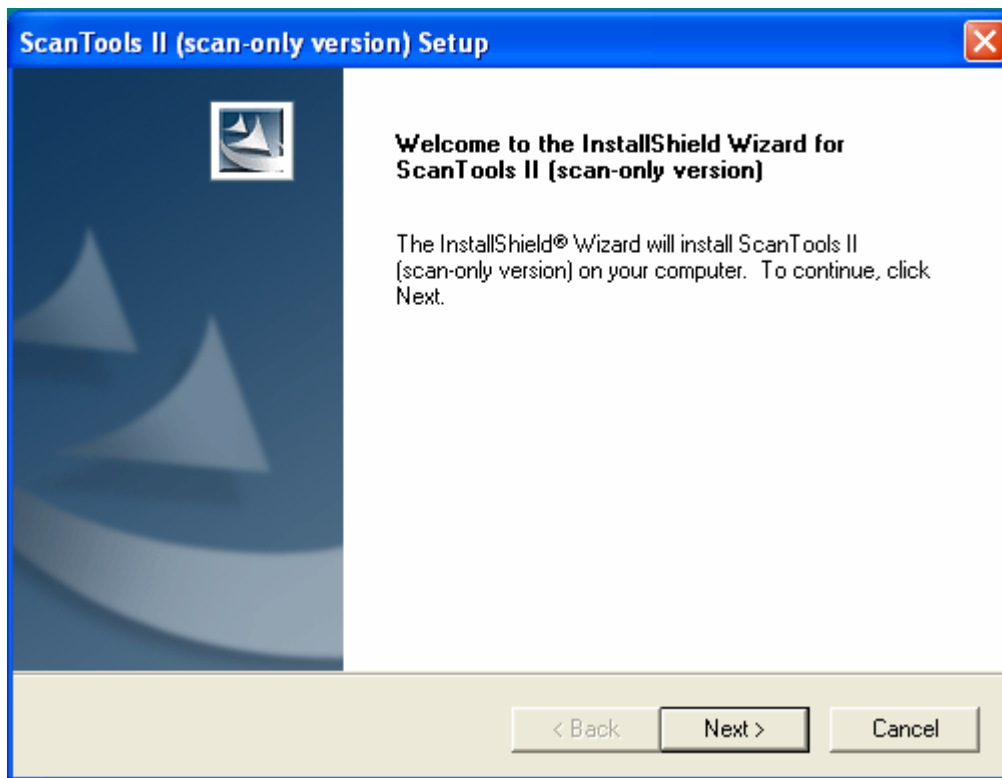 ScanTools II (scan-only version) Setup
Welcome to the InstallShield Wizard for
ScanTools II (scan-only version)
The InstallShield® Wizard will install ScanTools II
(scan-only version) on your computer.  To continue, click
Next.
< Back
Next >
Cancel